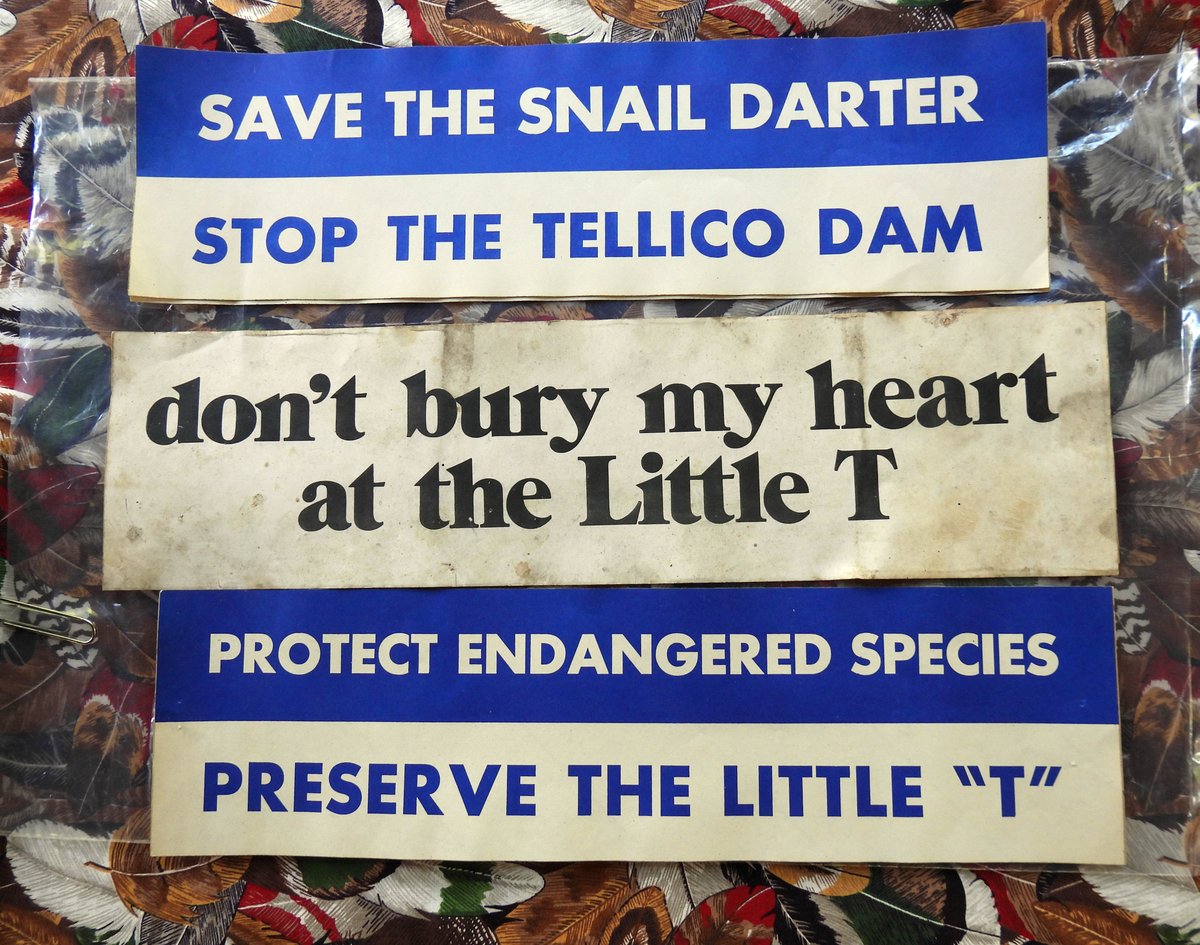 SAVE THE SNAIL DARTER
STOP THE TELLICO DAM
don't bury my heart
at the Little T
PROTECT ENDANGERED SPECIES
PRESERVE THE LITTLE "T"